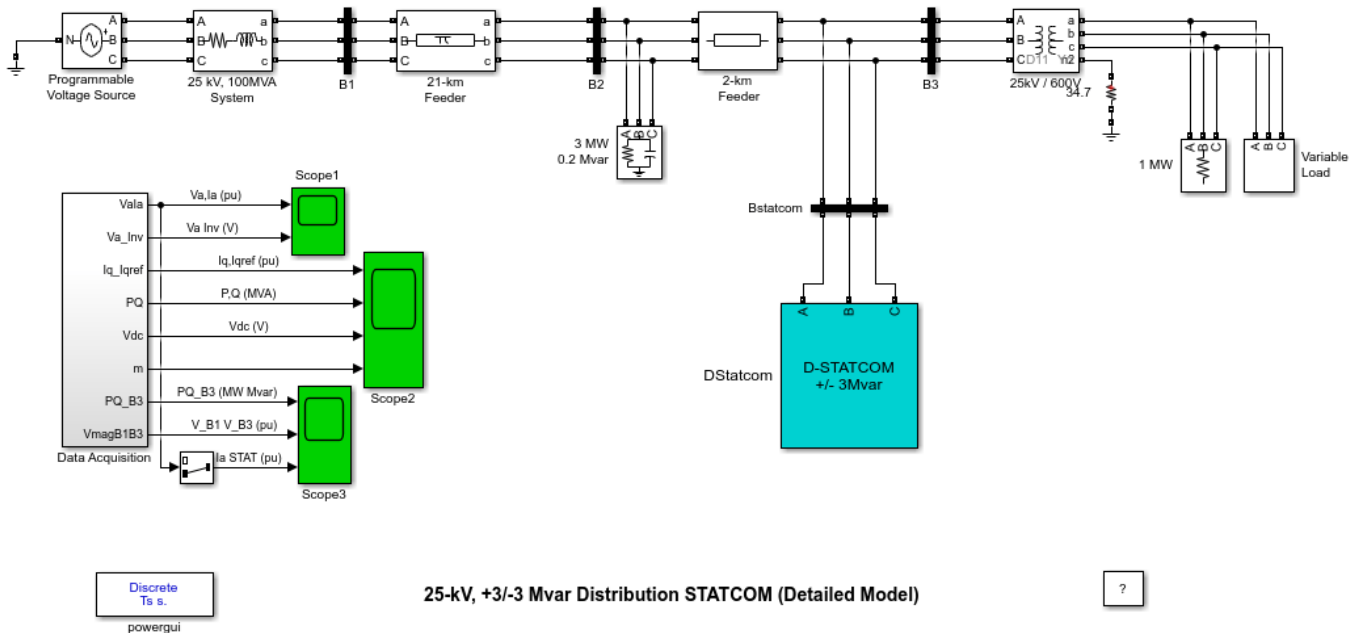 A
A
a
A
a
A
N
B
B
b
B
b
B
C
C
c
C
c
C
a
b
c
n2
D11
Programmable
Voltage Source
25 kV, 100MVA
System
B1
21-km
Feeder
B2
2-km
Feeder
B3
25kV / 600V
34.7
A
B
C
3 MW
0.2 Mvar
A
B
C
1 MW
A
B
C
Variable
Load
Scope1
VaIa
Va,Ia (pu)
Va_Inv
Va Inv (V)
Iq_Iqref
Iq,Iqref (pu)
PQ
P,Q (MVA)
Vdc
Vdc (V)
m
PQ_B3
PQ_B3 (MW Mvar)
VmagB1B3
V_B1 V_B3 (pu)
Ia STAT (pu)
Data Acquisition
Scope2
Scope3
Bstatcom
A
B
C
DStatcom
D-STATCOM
+/- 3Mvar
Discrete
Ts s.
powergui
25-kV, +3/-3 Mvar Distribution STATCOM (Detailed Model)
?